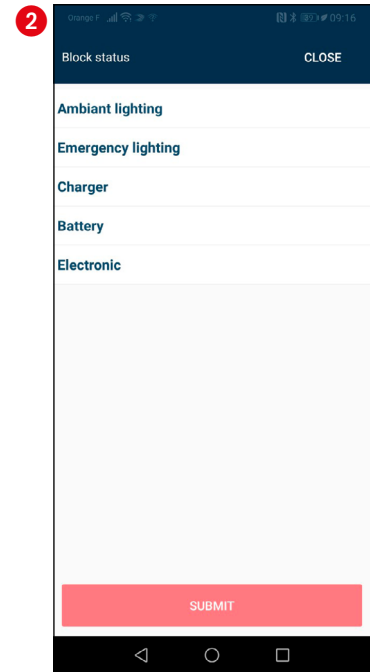 2
Orange F 09:16
Block status CLOSE
Ambiant lighting
Emergency lighting
Charger
Battery
Electronic
SUBMIT